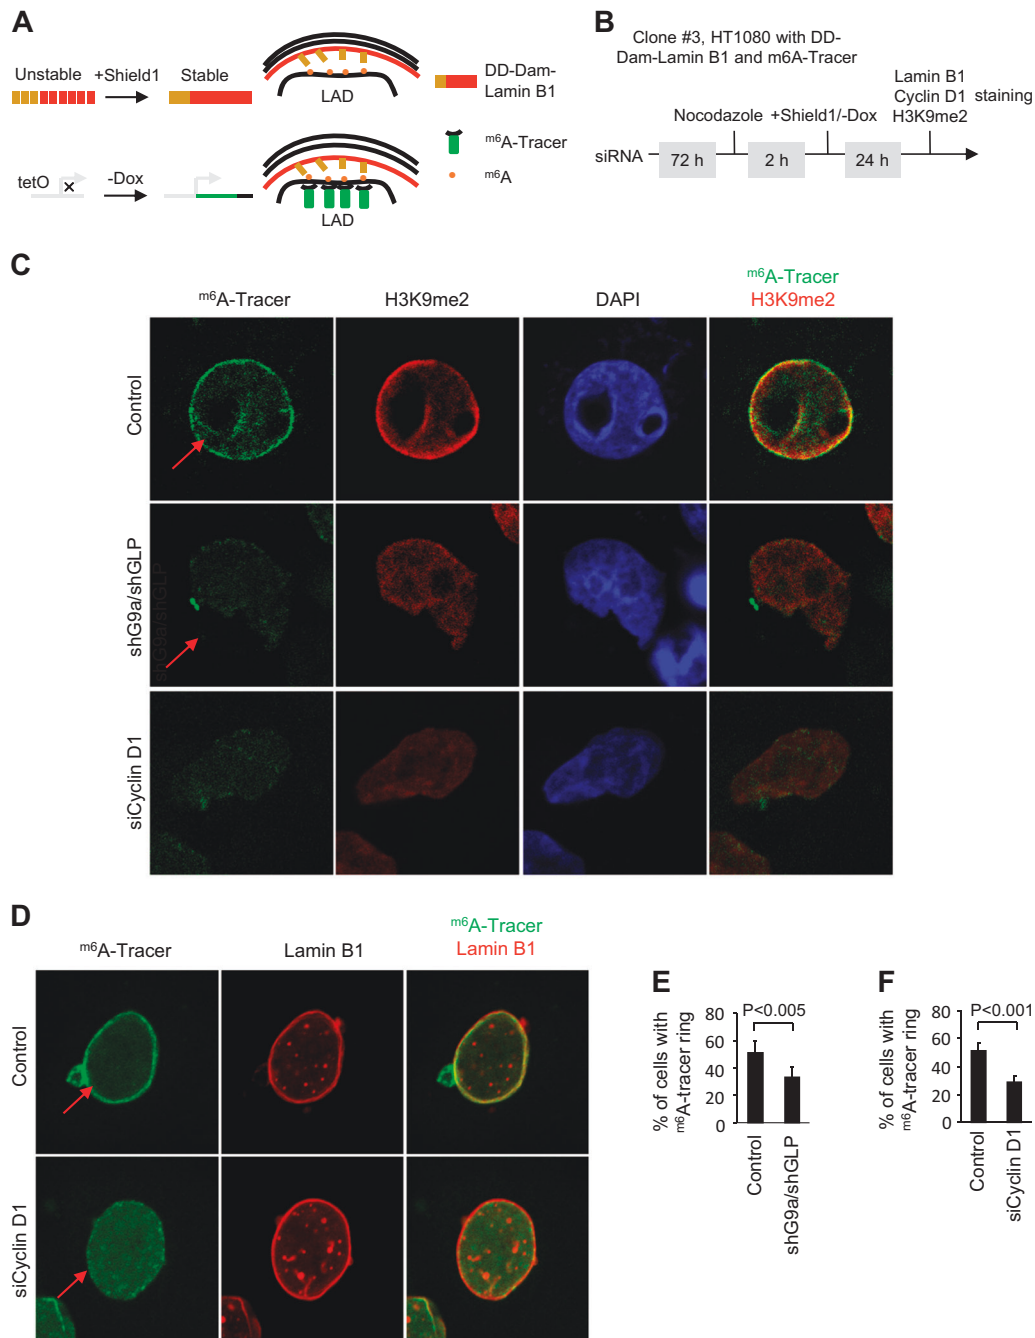 A
Unstable
+Shield1
Stable
LAD
DD-Dam-
Lamin B1
m6A-Tracer
m6A
tetO
-Dox
LAD
B
Clone #3, HT1080 with DD-
Dam-Lamin B1 and m6A-Tracer
Lamin B1
Cyclin D1
H3K9me2
staining
Nocodazole
+Shield1/-Dox
siRNA
72 h
2 h
24 h
C
m6A-Tracer
H3K9me2
DAPI
m6A-Tracer
H3K9me2
Control
shG9a/shGLP
shG9a/shGLP
siCyclin D1
D
m6A-Tracer
Lamin B1
m6A-Tracer
Lamin B1
Control
siCyclin D1
E
% of cells with
m6A-tracer ring
P<0.005
80
60
40
20
0
Control
shG9a/shGLP
F
% of cells with
m6A-tracer ring
P<0.001
80
60
40
20
0
Control
siCyclin D1